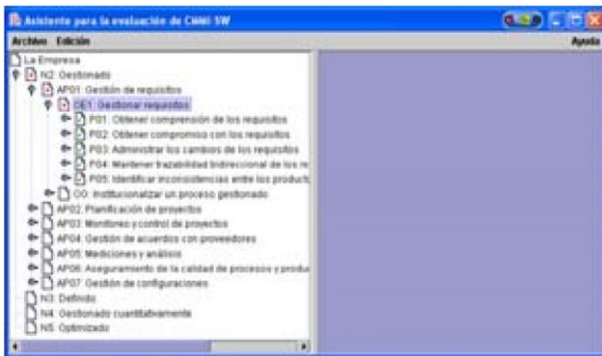 Asistente para la evaluación de CMMI-SW
Archivo Edición Ayuda
La Empresa
N2: Gestionado
AP01: Gestión de requisitos
OE1: Gestionar requisitos
P01: Obtener comprensión de los requisitos
P02: Obtener compromiso con los requisitos
P03: Administrar los cambios de los requisitos
P04: Mantener trazabilidad bidireccional de los re
P05: Identificar inconsistencias entre los product
OG: Institucionalizar un proceso gestionado
AP02: Planificación de proyectos
AP03: Monitoreo y control de proyectos
AP04: Gestión de acuerdos con proveedores
AP05: Mediciones y análisis
AP06: Aseguramiento de la calidad de procesos y produ
AP07: Gestión de configuraciones
N3: Definido
N4: Gestionado cuantitativamente
N5: Optimizado